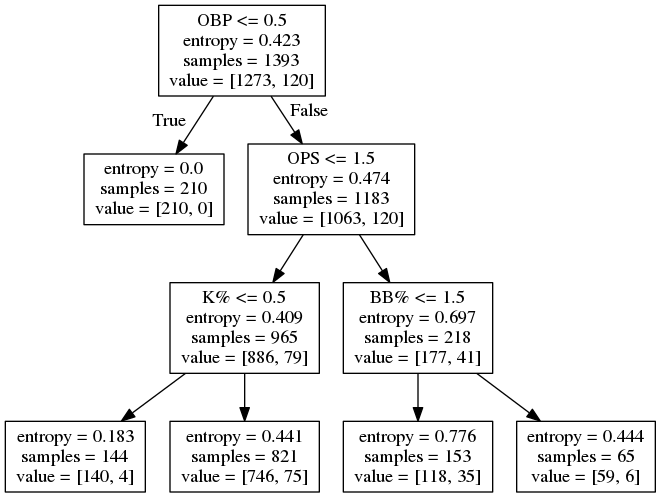 OBP <= 0.5
entropy = 0.423
samples = 1393
value = [1273, 120]
True
False
entropy = 0.0
samples = 210
value = [210, 0]
OPS <= 1.5
entropy = 0.474
samples = 1183
value = [1063, 120]
K% <= 0.5
entropy = 0.409
samples = 965
value = [886, 79]
BB% <= 1.5
entropy = 0.697
samples = 218
value = [177, 41]
entropy = 0.183
samples = 144
value = [140, 4]
entropy = 0.441
samples = 821
value = [746, 75]
entropy = 0.776
samples = 153
value = [118, 35]
entropy = 0.444
samples = 65
value = [59, 6]